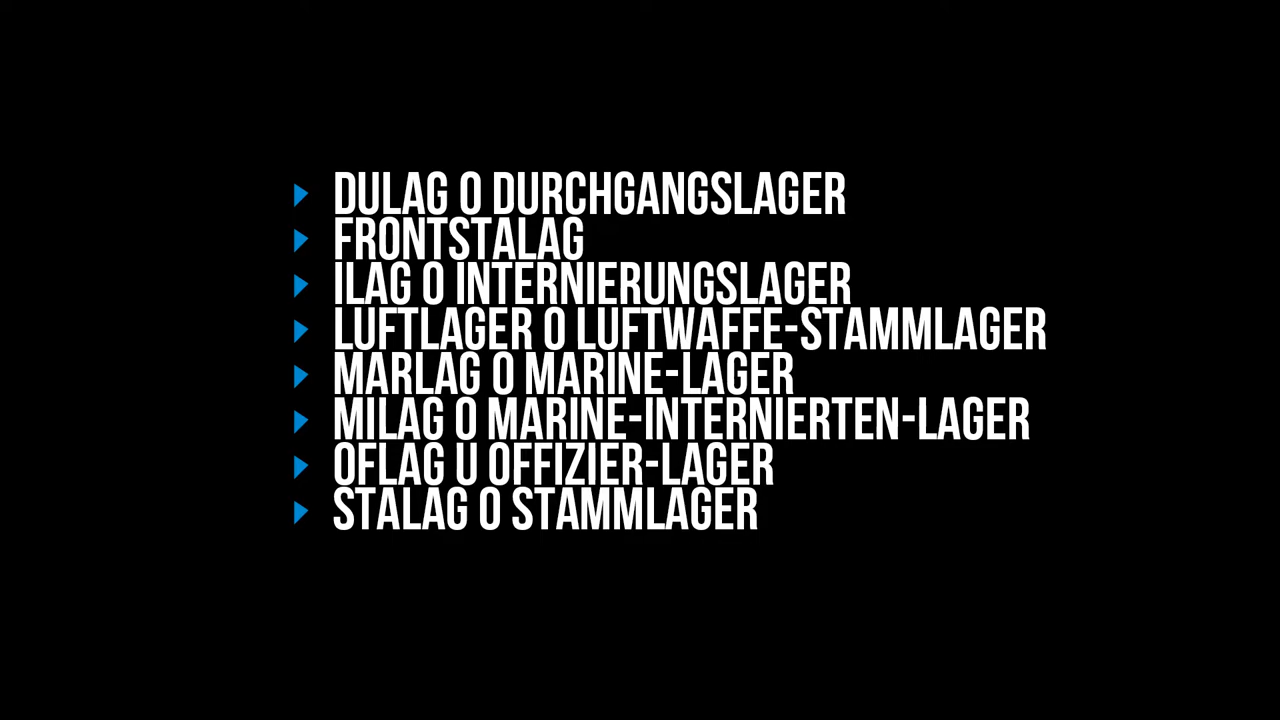 DULAG O DURCHGANGSLAGER
FRONTSTALAG
ILAG O INTERNIERUNGSLAGER
LUFTLAGER O LUFTWAFFE-STAMMLAGER
MARLAG O MARINE-LAGER
MILAG O MARINE-INTERNIERTEN-LAGER
OFLAG U OFFIZIER-LAGER
STALAG O STAMMLAGER